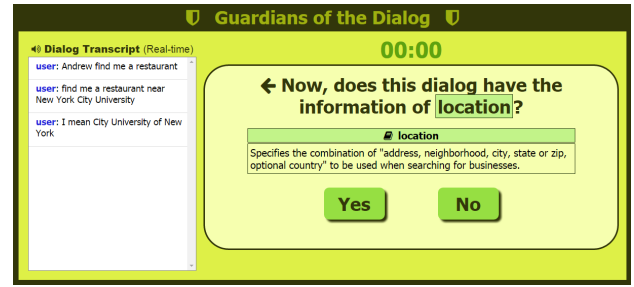 Guardians of the Dialog
Dialog Transcript (Real-time)
user: Andrew find me a restaurant
user: find me a restaurant near
New York City University
user: I mean City University of New
York
00:00
Now, does this dialog have the
information of location?
location
Specifies the combination of "address, neighborhood, city, state or zip,
optional country" to be used when searching for businesses.
Yes
No